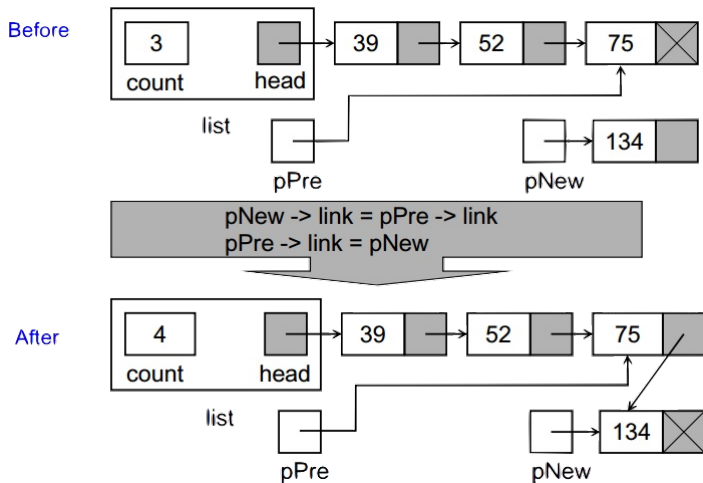 Before
3
39
52
75
count
head
list
134
pPre
pNew
pNew -> link = pPre -> link
pPre -> link = pNew
After
4
39
52
75
count
head
list
134
pPre
pNew